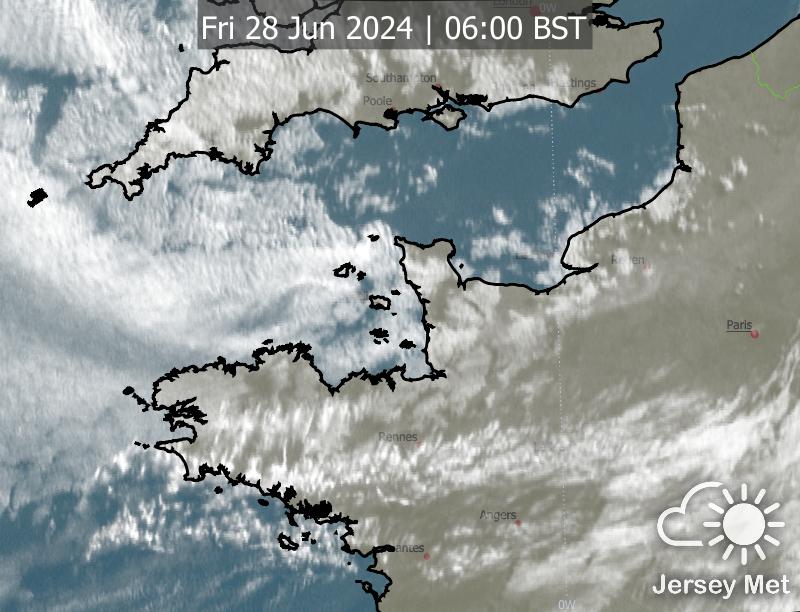 London
0W
Fri 28 Jun 2024 | 06:00 BST
Southampton
Hastings
Poole
Rouen
Paris
Rennes
Angers
Nantes
Jersey Met
0W